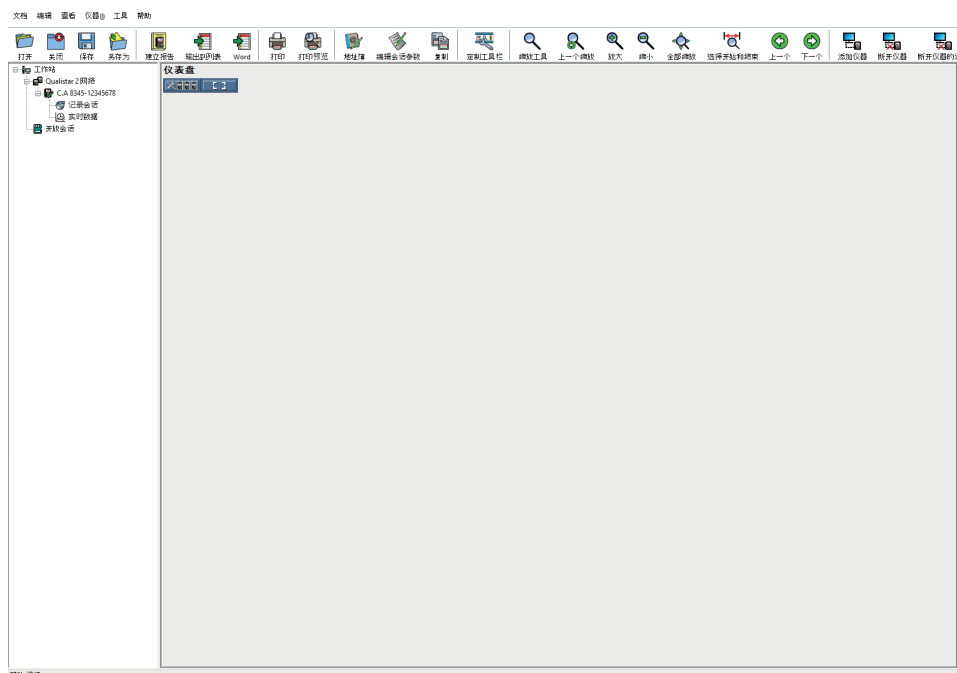 文档 编辑 查看 仪器(I) 工具 帮助
打开 关闭 保存 另存为 建立报告 输出到列表 Word 打印 打印预览 地址簿 编辑会话参数 复制 定制工具栏 缩放工具 上一个缩放 放大 缩小 全部缩放 选择开始和结束 上一个 下一个 添加仪器 断开仪器 断开仪器的
工作站
Qualistar 2 网络
C.A 8345-12345678
记录会话
实时数据
开放会话
仪表盘